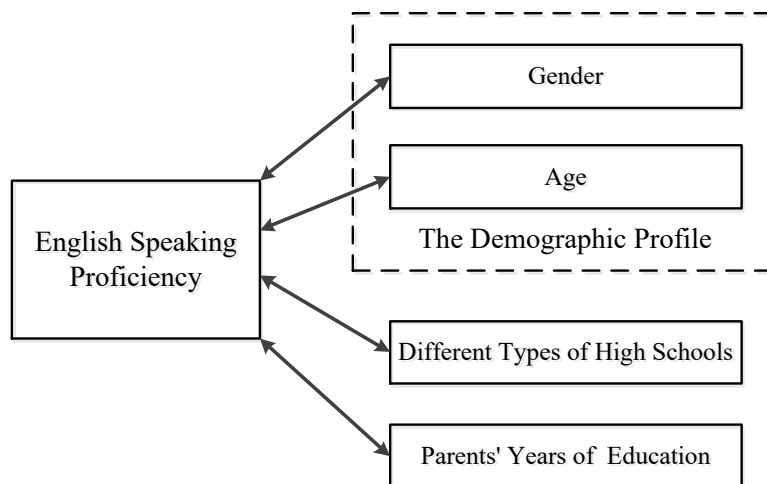 Gender
Age
The Demographic Profile
English Speaking
Proficiency
Different Types of High Schools
Parents' Years of Education